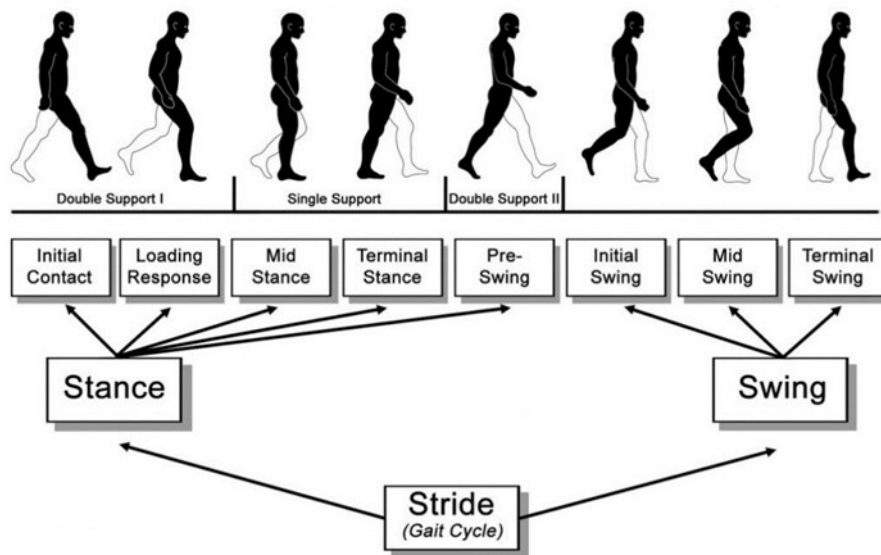 Double Support I
Single Support
Double Support II
Initial
Contact
Loading
Response
Mid
Stance
Terminal
Stance
Pre-
Swing
Initial
Swing
Mid
Swing
Terminal
Swing
Stance
Swing
Stride
(Gait Cycle)